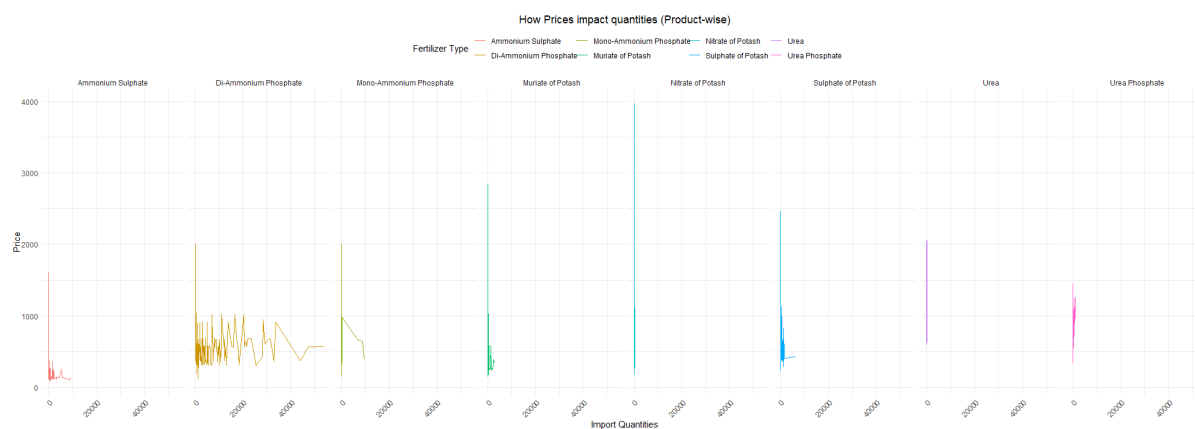 How Prices impact quantities (Product-wise)
Fertilizer Type
Ammonium Sulphate Mono-Ammonium Phosphate Nitrate of Potash Urea
Di-Ammonium Phosphate Muriate of Potash Sulphate of Potash Urea Phosphate
Ammonium Sulphate Di-Ammonium Phosphate Mono-Ammonium Phosphate Muriate of Potash Nitrate of Potash Sulphate of Potash Urea Urea Phosphate
4000
3000
2000
1000
0
Price
0 20000 40000 0 20000 40000 0 20000 40000 0 20000 40000 0 20000 40000 0 20000 40000 0 20000 40000 0 20000 40000
Import Quantities